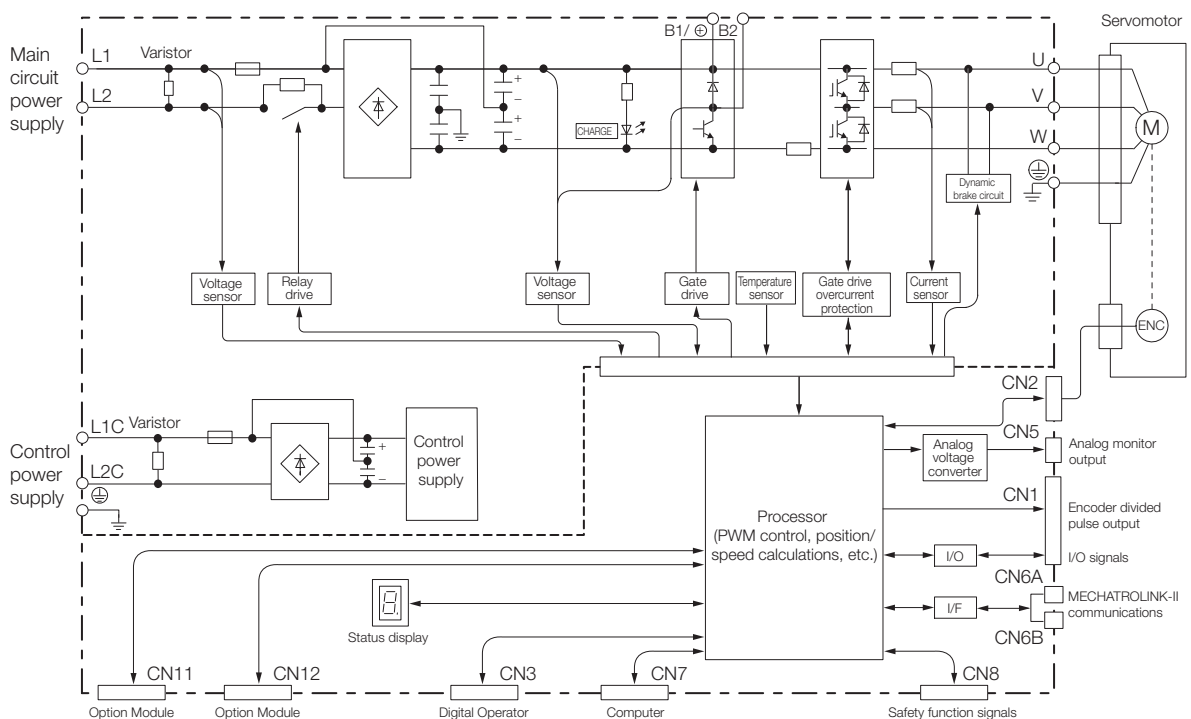 Servomotor
Main
circuit
power
supply
L1
Varistor
L2
B1/ ⊕
B2
U
V
W
M
+
−
+
−
CHARGE
Dynamic
brake circuit
Voltage
sensor
Relay
drive
Voltage
sensor
Gate
drive
Temperature
sensor
Gate drive
overcurrent
protection
Current
sensor
ENC
CN2
Control
power
supply
L1C
Varistor
L2C
+
−
Control
power
supply
Analog
voltage
converter
CN5
Analog monitor
output
Processor
(PWM control, position/
speed calculations, etc.)
CN1
Encoder divided
pulse output
I/O
I/O signals
CN6A
I/F
MECHATROLINK-II
communications
CN6B
8.
Status display
CN11
CN12
CN3
CN7
CN8
Option Module
Option Module
Digital Operator
Computer
Safety function signals